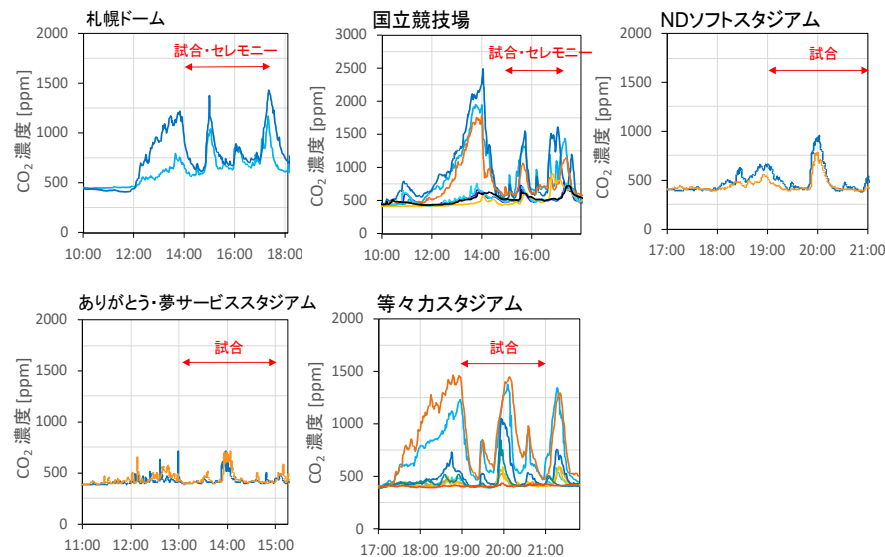 札幌ドーム
試合・セレモニー
CO₂ 濃度 [ppm]
2000
1500
1000
500
0
10:00 12:00 14:00 16:00 18:00
国立競技場
試合・セレモニー
CO₂ 濃度 [ppm]
3000
2500
2000
1500
1000
500
0
10:00 12:00 14:00 16:00
NDソフトスタジアム
試合
CO₂ 濃度 [ppm]
2000
1500
1000
500
0
17:00 18:00 19:00 20:00 21:00
ありがとう・夢サービススタジアム
試合
CO₂ 濃度 [ppm]
2000
1500
1000
500
0
11:00 12:00 13:00 14:00 15:00
等々力スタジアム
試合
CO₂ 濃度 [ppm]
2000
1500
1000
500
0
17:00 18:00 19:00 20:00 21:00